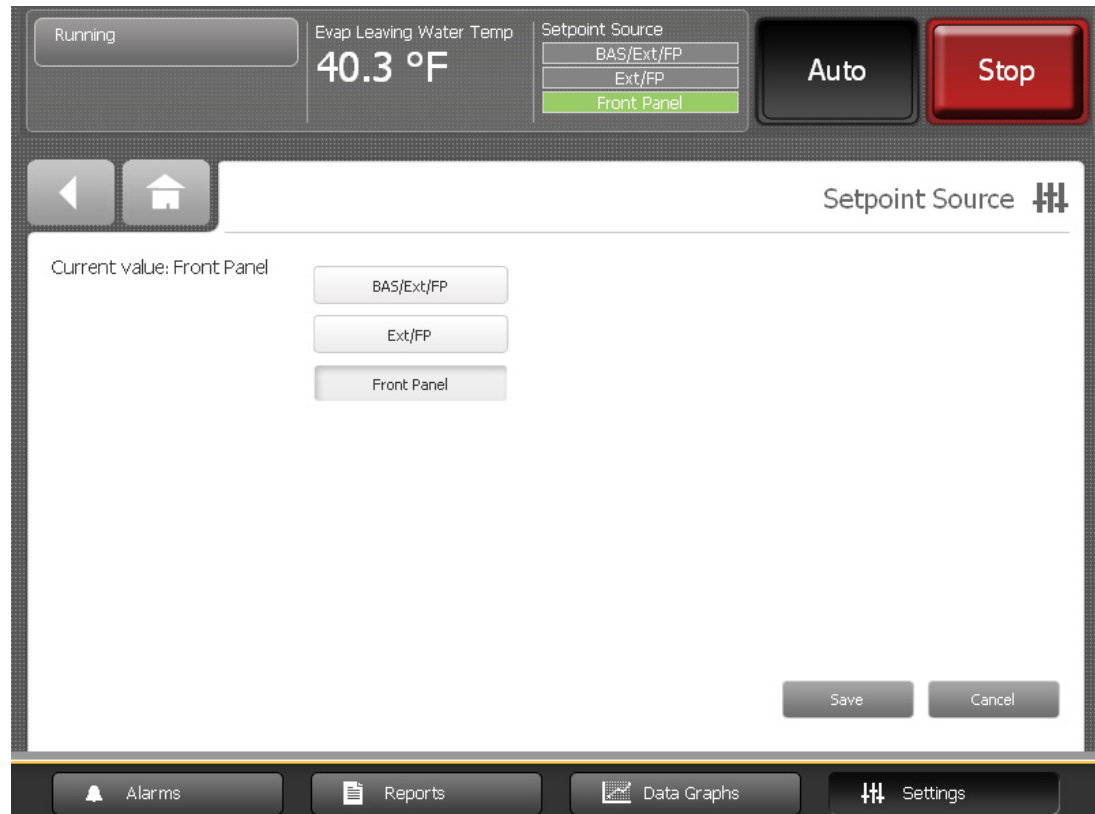 Running
Evap Leaving Water Temp
40.3 °F
Setpoint Source
BAS/Ext/FP
Ext/FP
Front Panel
Auto
Stop
Setpoint Source
Current value: Front Panel
BAS/Ext/FP
Ext/FP
Front Panel
Save
Cancel
Alarms
Reports
Data Graphs
Settings